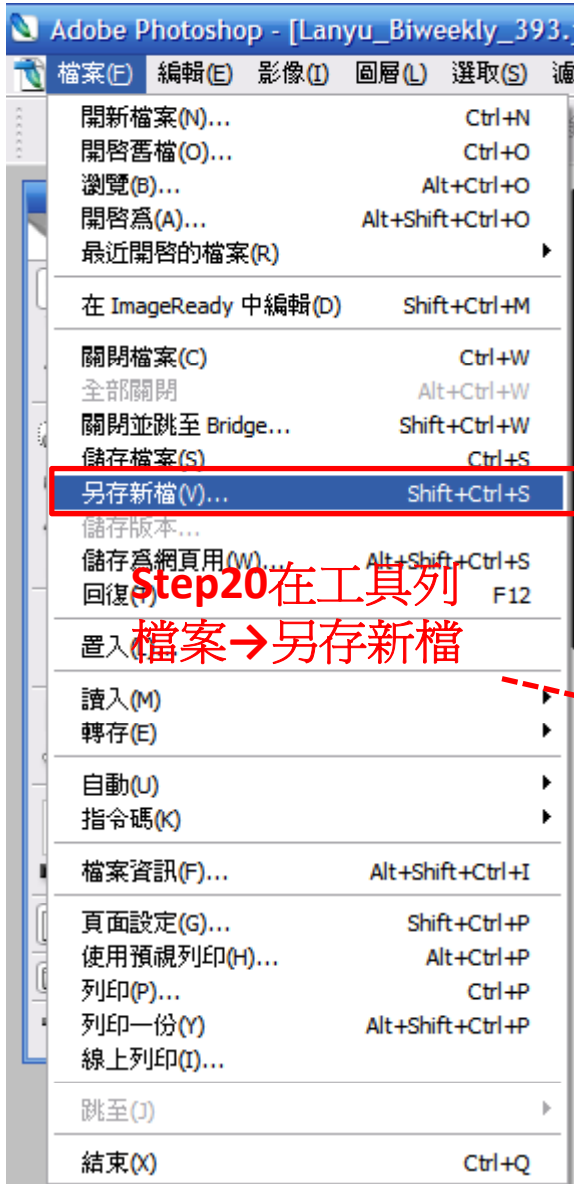 Adobe Photoshop - [Lanyu_Biweekly_393.
檔案(F) 編輯(E) 影像(I) 圖層(L) 選取(S) 濾
開新檔案(N)... Ctrl+N
開啓舊檔(O)... Ctrl+O
瀏覽(B)... Alt+Ctrl+O
開啓爲(A)... Alt+Shift+Ctrl+O
最近開啓的檔案(R)
在 ImageReady 中編輯(D) Shift+Ctrl+M
關閉檔案(C) Ctrl+W
全部關閉 Alt+Ctrl+W
關閉並跳至 Bridge... Shift+Ctrl+W
儲存檔案(S) Ctrl+S
另存新檔(V)... Shift+Ctrl+S
儲存版本...
儲存爲網頁用(W)... Alt+Shift+Ctrl+S
回復(T) F12
Step20在工具列
檔案→另存新檔
置入
讀入(M)
轉存(E)
自動(U)
指令碼(K)
檔案資訊(F)... Alt+Shift+Ctrl+I
頁面設定(G)... Shift+Ctrl+P
使用預視列印(H)... Alt+Ctrl+P
列印(P)... Ctrl+P
列印一份(Y) Alt+Shift+Ctrl+P
線上列印(I)...
跳至(J)
結束(X) Ctrl+Q